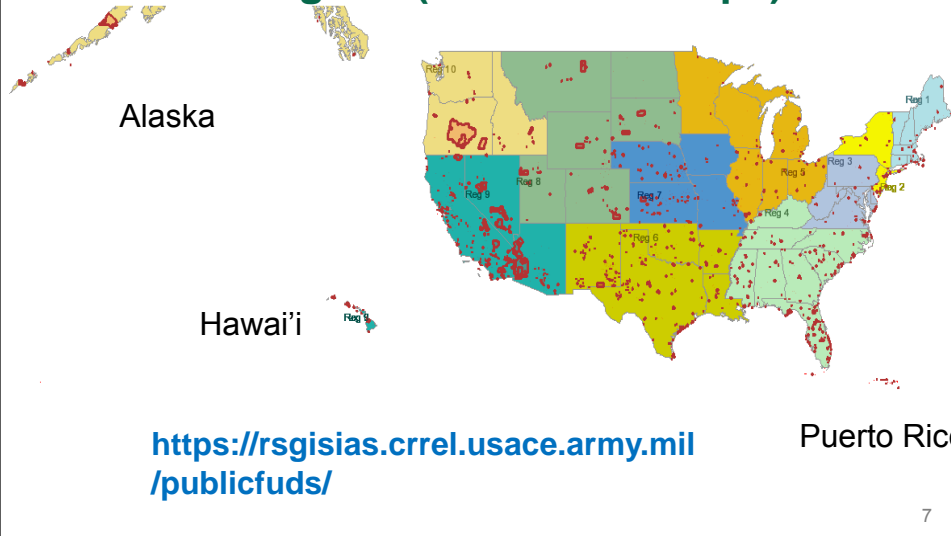 Alaska
Reg 10
Reg 1
Reg 3
Reg 5
Reg 8
Reg 9
Reg 7
Reg 2
Reg 4
Reg 6
Hawai'i
Reg 9
Puerto Ric
https://rsgisias.crrel.usace.army.mil
/publicfuds/
7